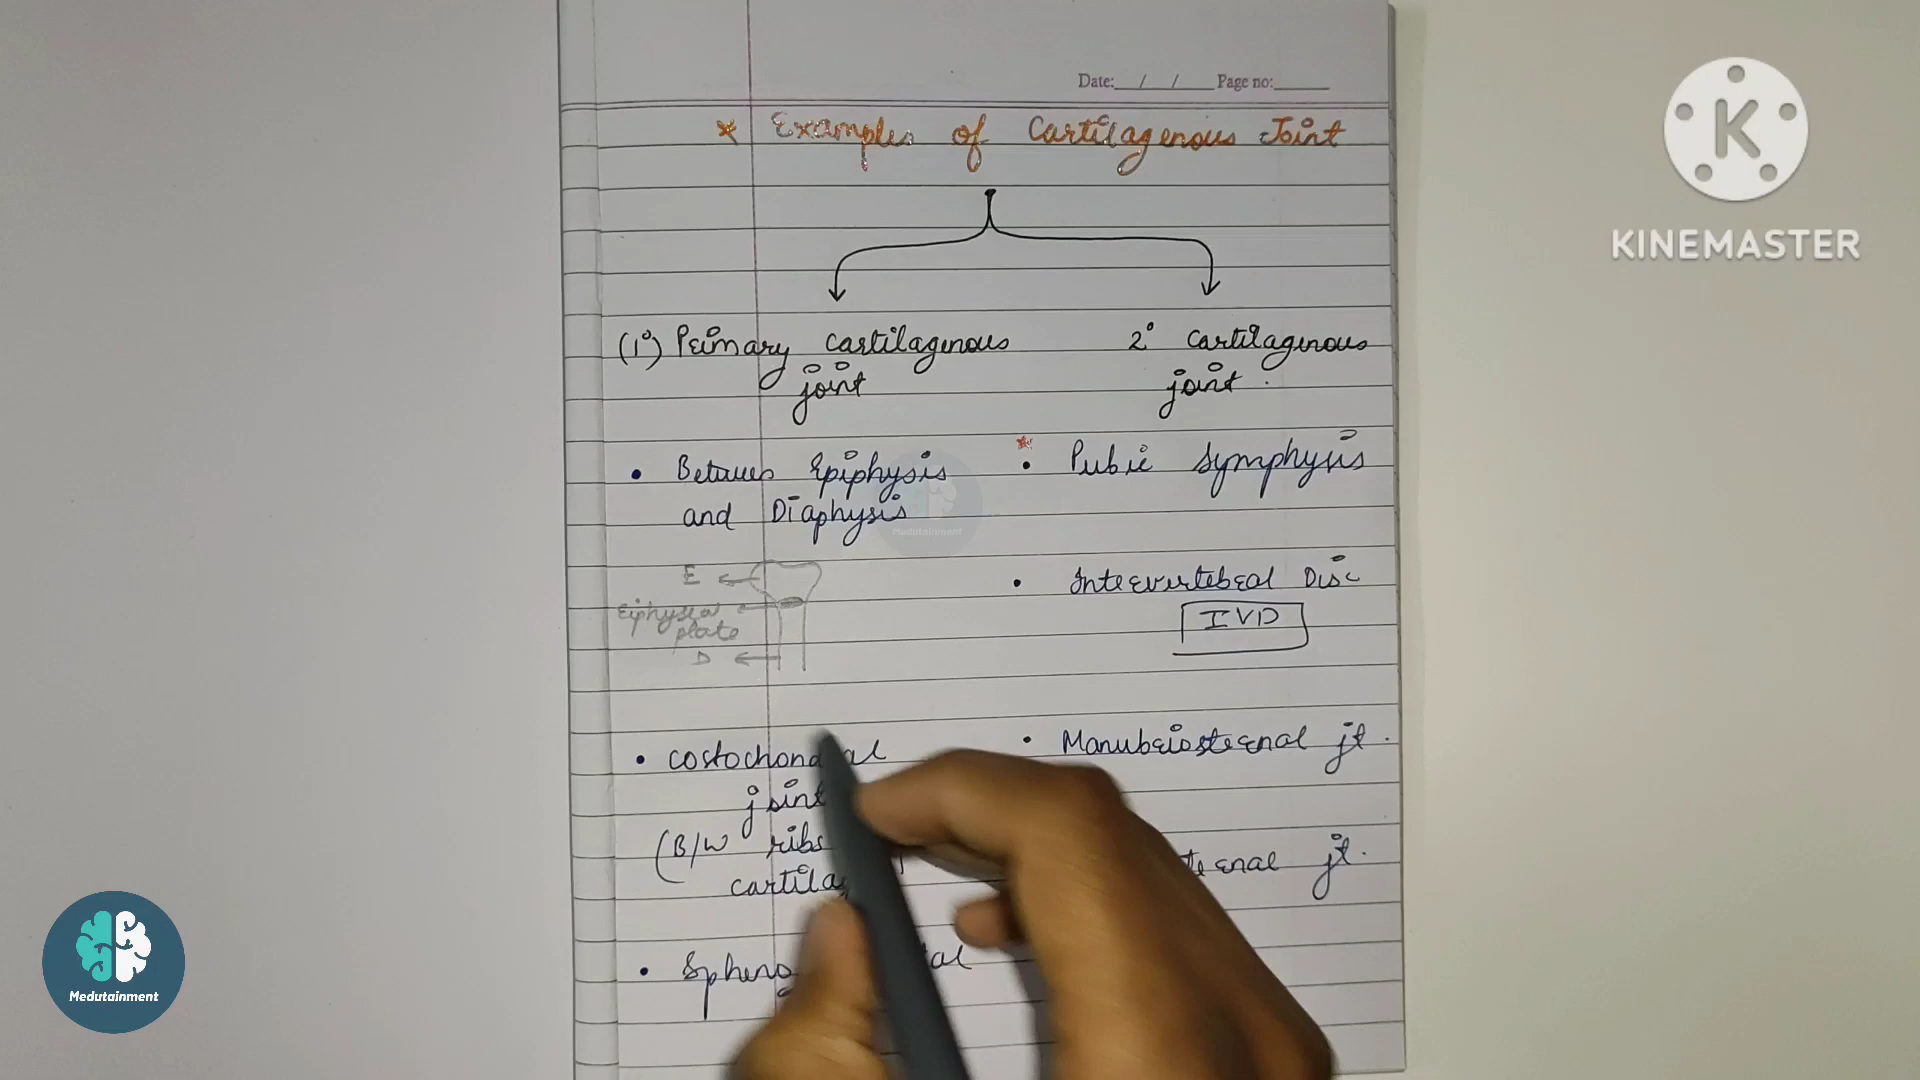 Date: / / Page no:
* Examples of Cartilagenous Joint
(1°) Primary cartilagenous joint
2° Cartilagenous joint.
• Between Epiphysis and Diaphysis
* • Pubic Symphysis
E
Epiphyseal plate
D
• Intervertebral Disc
IVD
• Costochondral joint
(B/W ribs
cartilag
• Manubriosternal jt.
ternal jt.
• Spheno
al
KINEMASTER
Medutainment
Medutainment